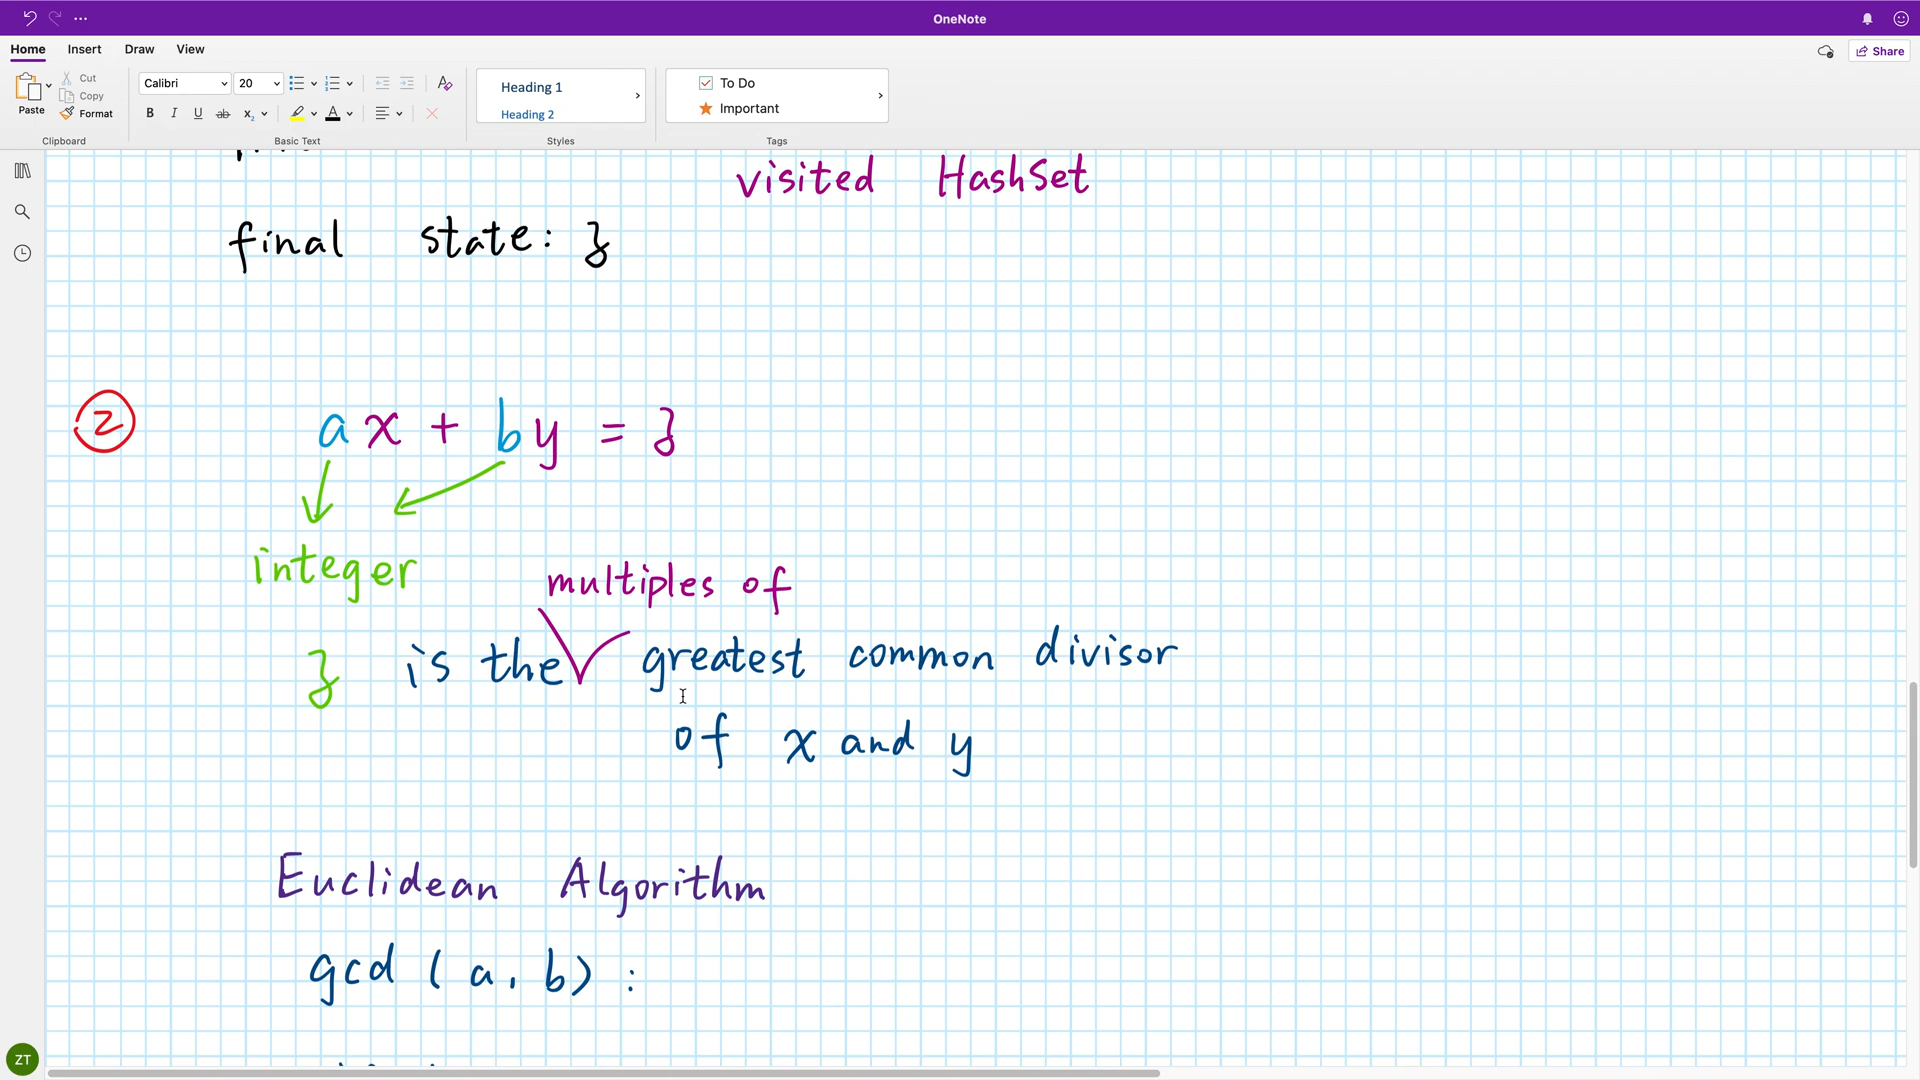 OneNote
Home Insert Draw View
Share
Paste
Cut
Copy
Format
Calibri 20
B I U ab x₂ A
Heading 1
Heading 2
To Do
Important
Clipboard Basic Text Styles Tags
visited HashSet
final state: z
② ax + by = z
integer
multiples of
z is the greatest common divisor
of x and y
Euclidean Algorithm
gcd (a, b) :
ZT